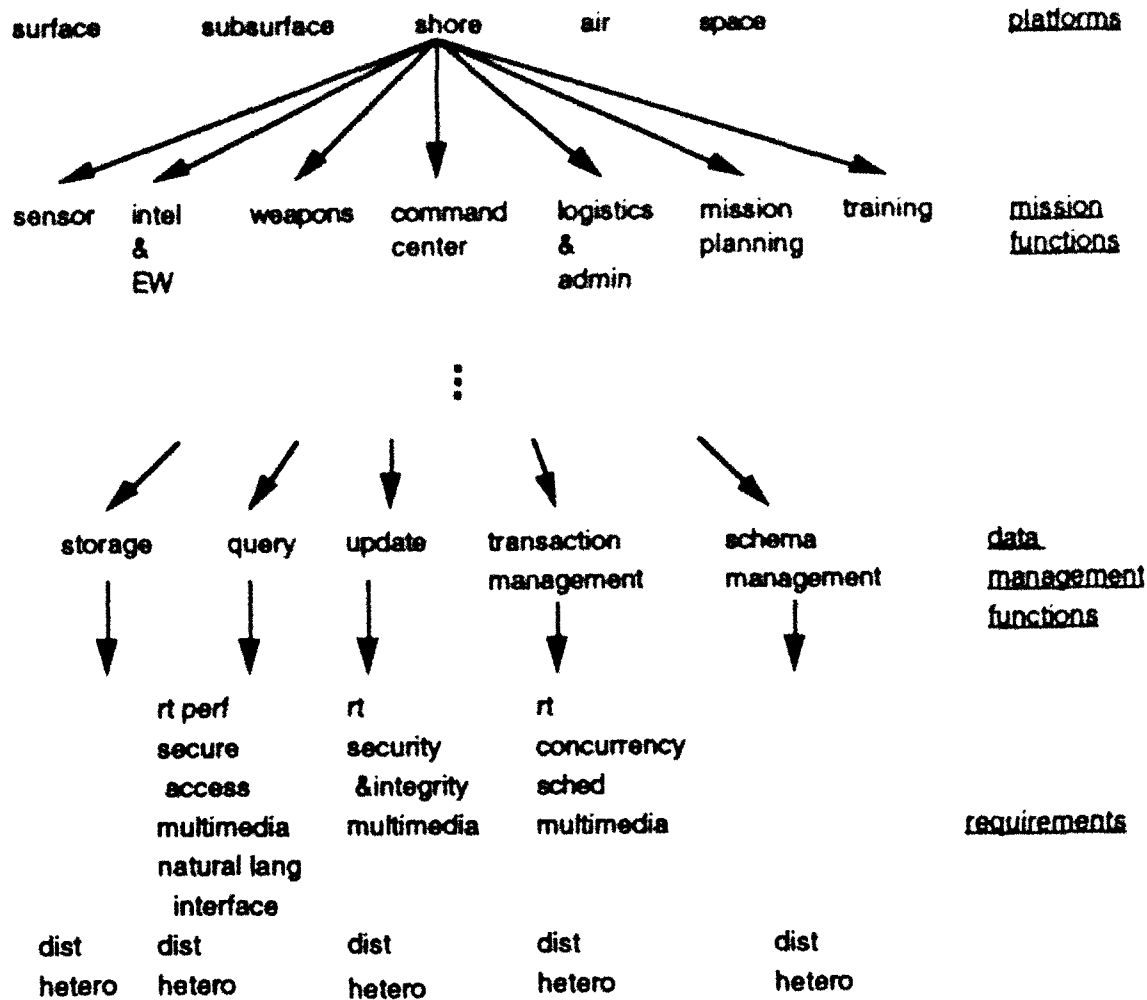 surface subsurface shore air space platforms
sensor intel weapons command logistics mission training mission
& center & planning functions
EW admin
storage query update transaction schema data
management management management
functions
rt perf rt rt
secure security concurrency
access &integrity sched
multimedia multimedia multimedia requirements
natural lang
interface
dist dist dist dist dist
hetero hetero hetero hetero hetero